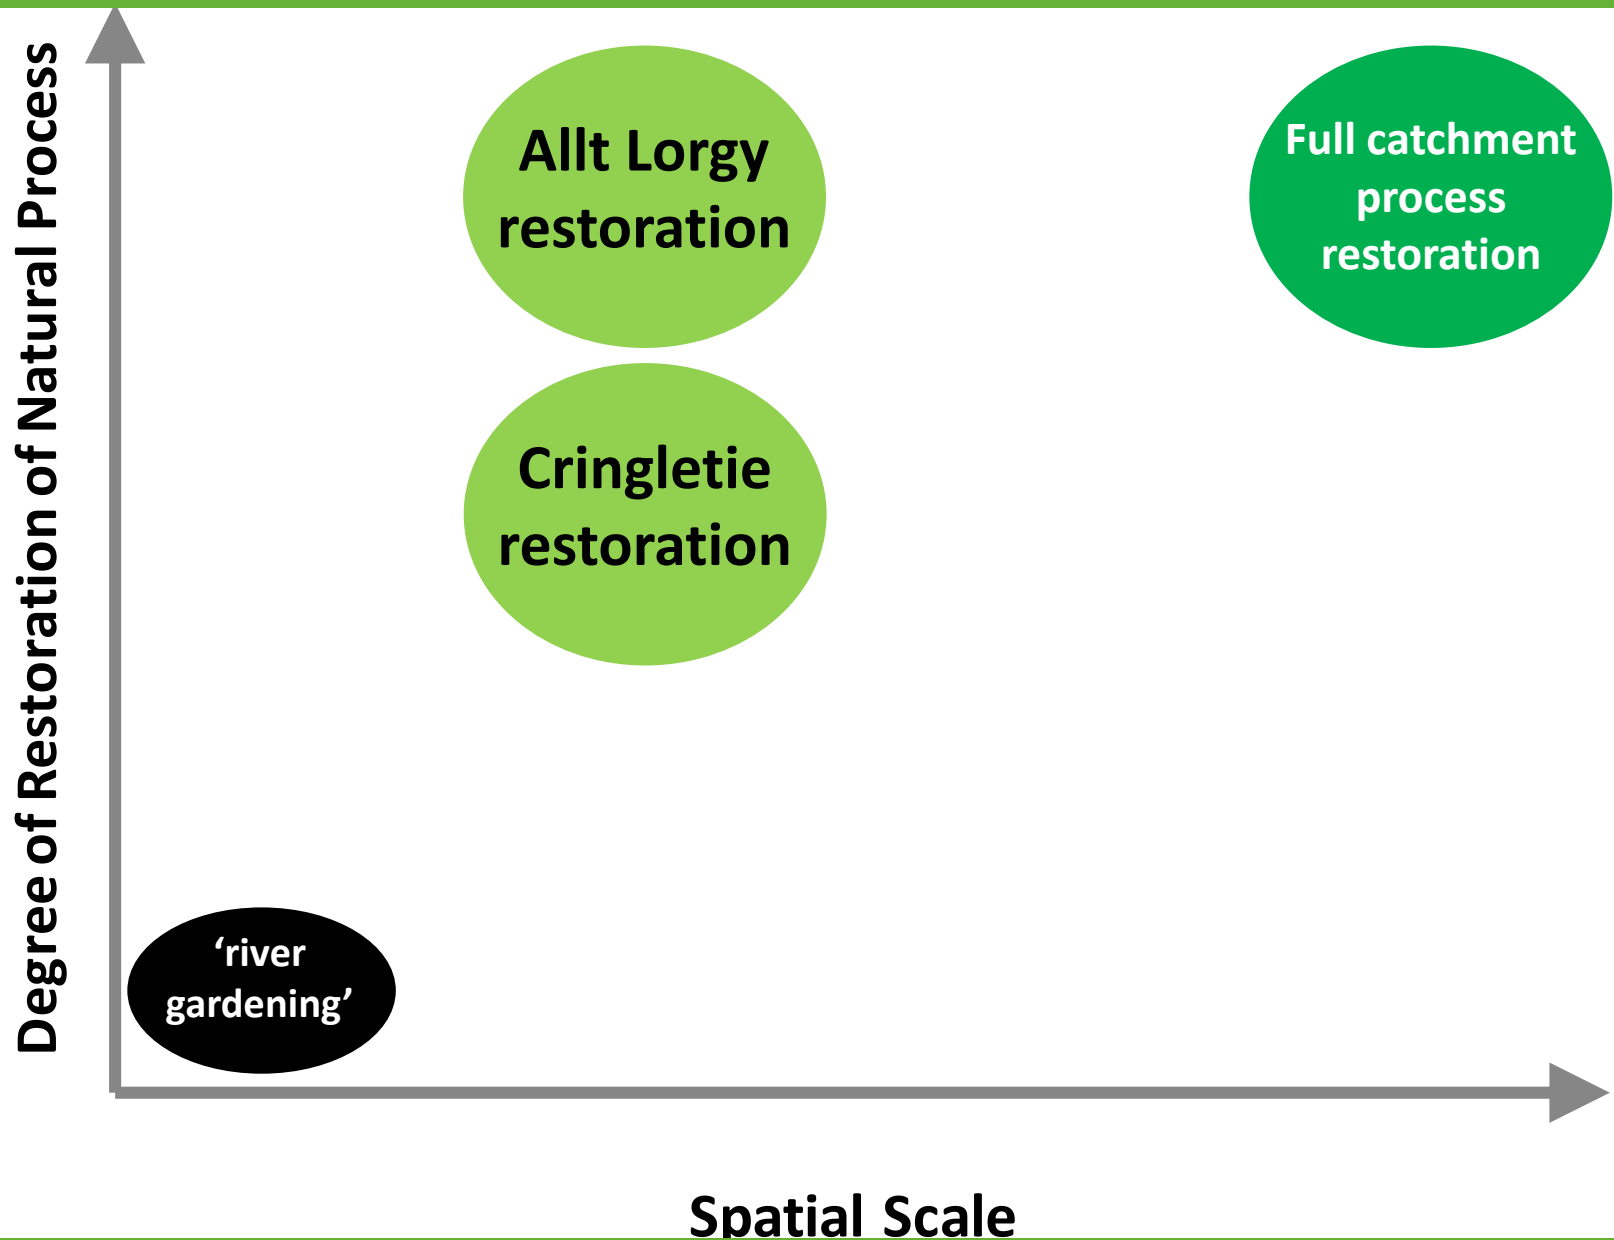 Degree of Restoration of Natural Process
Allt Lorgy
restoration
Full catchment
process
restoration
Cringletie
restoration
‘river
gardening’
Spatial Scale